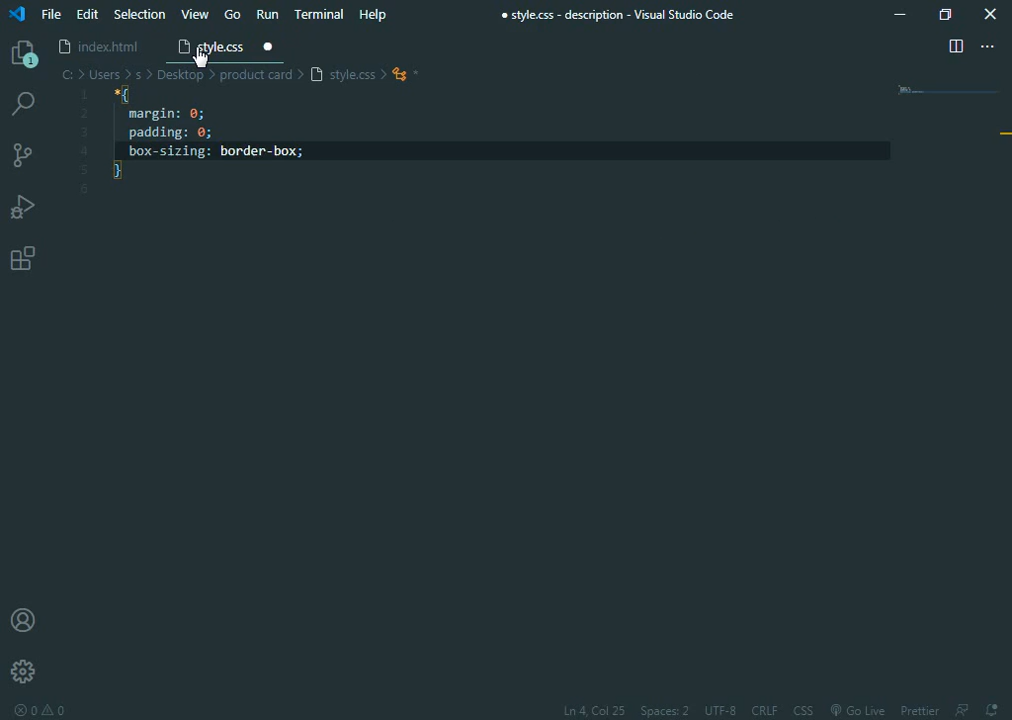 File Edit Selection View Go Run Terminal Help ● style.css - description - Visual Studio Code
index.html style.css ●
1
C: > Users > s > Desktop > product card > style.css > *
1 *{
2 margin: 0;
3 padding: 0;
4 box-sizing: border-box;
5 }
6
0 0 Ln 4, Col 25 Spaces: 2 UTF-8 CRLF CSS Go Live Prettier